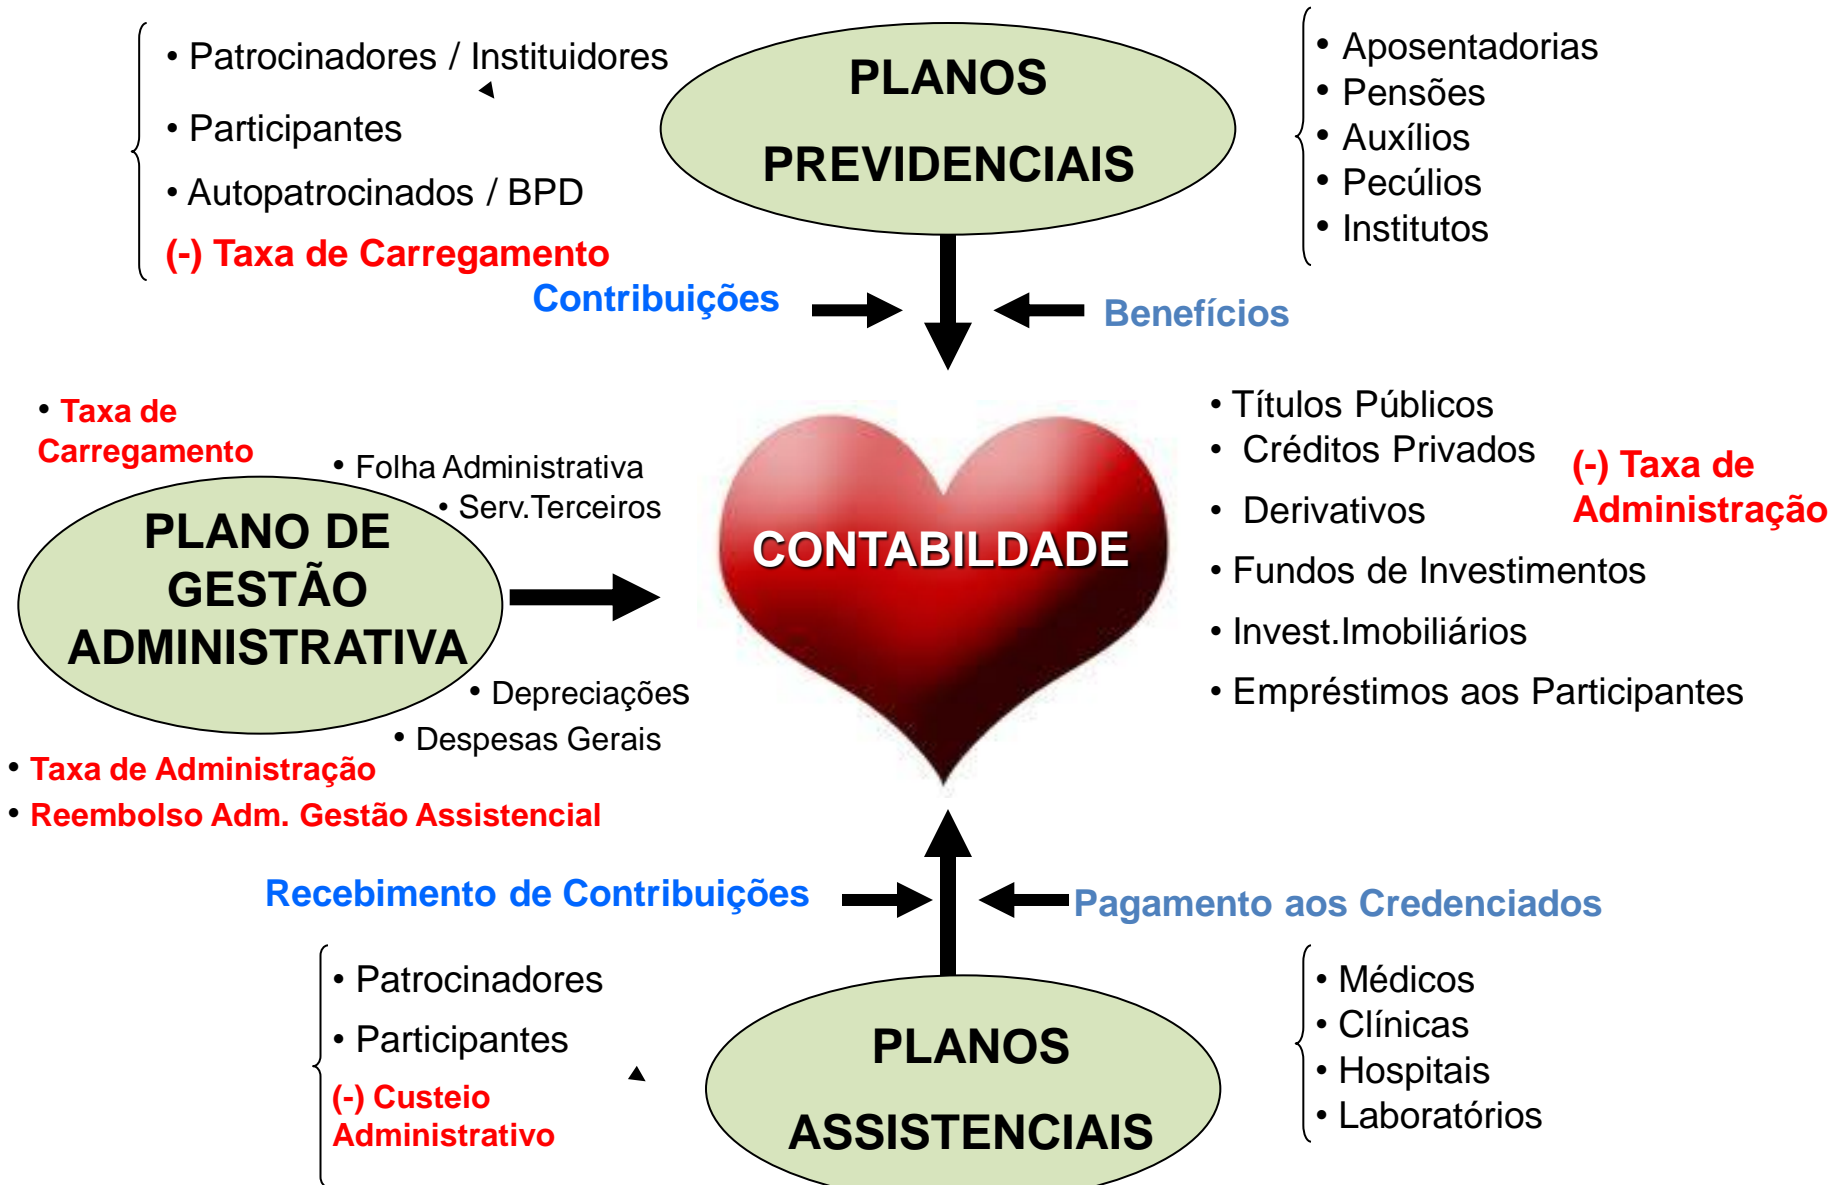 • Patrocinadores / Instituidores
• Participantes
• Autopatrocinados / BPD
(-) Taxa de Carregamento
PLANOS
PREVIDENCIAIS
• Aposentadorias
• Pensões
• Auxílios
• Pecúlios
• Institutos
Contribuições
Benefícios
• Taxa de
Carregamento
• Folha Administrativa
• Serv.Terceiros
PLANO DE
GESTÃO
ADMINISTRATIVA
• Depreciações
• Despesas Gerais
• Taxa de Administração
• Reembolso Adm. Gestão Assistencial
CONTABILDADE
• Títulos Públicos
• Créditos Privados
• Derivativos
• Fundos de Investimentos
• Invest.Imobiliários
• Empréstimos aos Participantes
(-) Taxa de
Administração
Recebimento de Contribuições
Pagamento aos Credenciados
• Patrocinadores
• Participantes
(-) Custeio
Administrativo
PLANOS
ASSISTENCIAIS
• Médicos
• Clínicas
• Hospitais
• Laboratórios